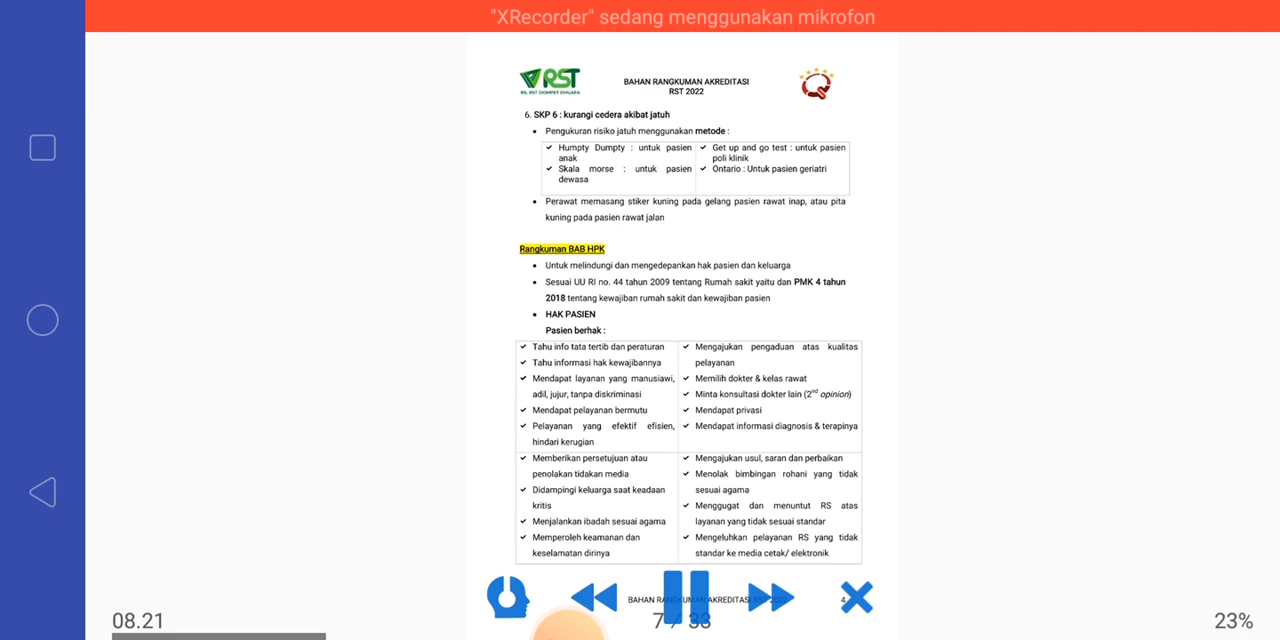 "XRecorder" sedang menggunakan mikrofon
RST
RS. RST DOMPET DHUAFA
BAHAN RANGKUMAN AKREDITASI
RST 2022
6. SKP 6 : kurangi cedera akibat jatuh
• Pengukuran risiko jatuh menggunakan metode :
✓ Humpty Dumpty : untuk pasien
anak
✓ Skala morse : untuk pasien
dewasa
✓ Get up and go test : untuk pasien
poli klinik
✓ Ontario : Untuk pasien geriatri
• Perawat memasang stiker kuning pada gelang pasien rawat inap, atau pita
kuning pada pasien rawat jalan
Rangkuman BAB HPK
• Untuk melindungi dan mengedepankan hak pasien dan keluarga
• Sesuai UU RI no. 44 tahun 2009 tentang Rumah sakit yaitu dan PMK 4 tahun
2018 tentang kewajiban rumah sakit dan kewajiban pasien
• HAK PASIEN
Pasien berhak :
✓ Tahu info tata tertib dan peraturan
✓ Tahu informasi hak kewajibannya
✓ Mendapat layanan yang manusiawi,
adil, jujur, tanpa diskriminasi
✓ Mendapat pelayanan bermutu
✓ Pelayanan yang efektif efisien,
hindari kerugian
✓ Mengajukan pengaduan atas kualitas
pelayanan
✓ Memilih dokter & kelas rawat
✓ Minta konsultasi dokter lain (2nd opinion)
✓ Mendapat privasi
✓ Mendapat informasi diagnosis & terapinya
✓ Memberikan persetujuan atau
penolakan tidakan media
✓ Didampingi keluarga saat keadaan
kritis
✓ Menjalankan ibadah sesuai agama
✓ Memperoleh keamanan dan
keselamatan dirinya
✓ Mengajukan usul, saran dan perbaikan
✓ Menolak bimbingan rohani yang tidak
sesuai agama
✓ Menggugat dan menuntut RS atas
layanan yang tidak sesuai standar
✓ Mengeluhkan pelayanan RS yang tidak
standar ke media cetak/ elektronik
BAHAN RANGKUMAN AKREDITASI RST 2022 4
08.21
7 / 33
23%